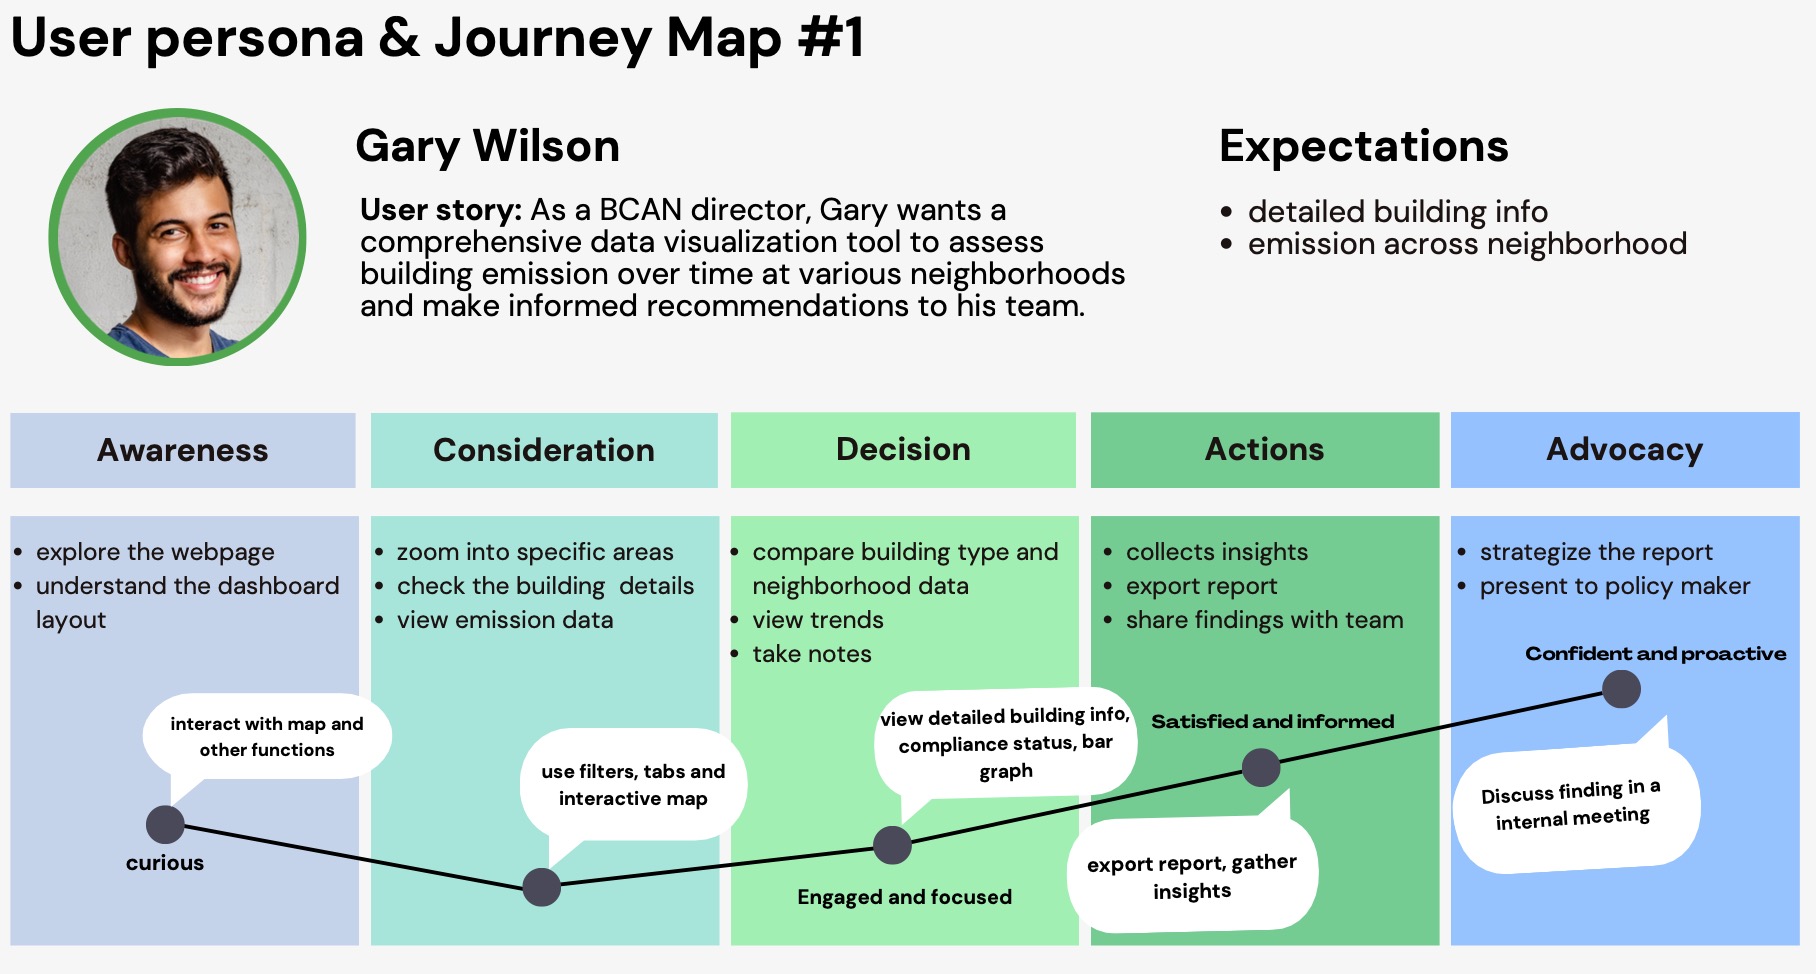 User persona & Journey Map #1
Gary Wilson
User story: As a BCAN director, Gary wants a
comprehensive data visualization tool to assess
building emission over time at various neighborhoods
and make informed recommendations to his team.
Expectations
• detailed building info
• emission across neighborhood
Awareness
Consideration
Decision
Actions
Advocacy
• explore the webpage
• understand the dashboard
layout
• zoom into specific areas
• check the building  details
• view emission data
• compare building type and
neighborhood data
• view trends
• take notes
• collects insights
• export report
• share findings with team
• strategize the report
• present to policy maker
interact with map and
other functions
curious
use filters, tabs and
interactive map
view detailed building info,
compliance status, bar
graph
Engaged and focused
Satisfied and informed
export report, gather
insights
Confident and proactive
Discuss finding in a
internal meeting